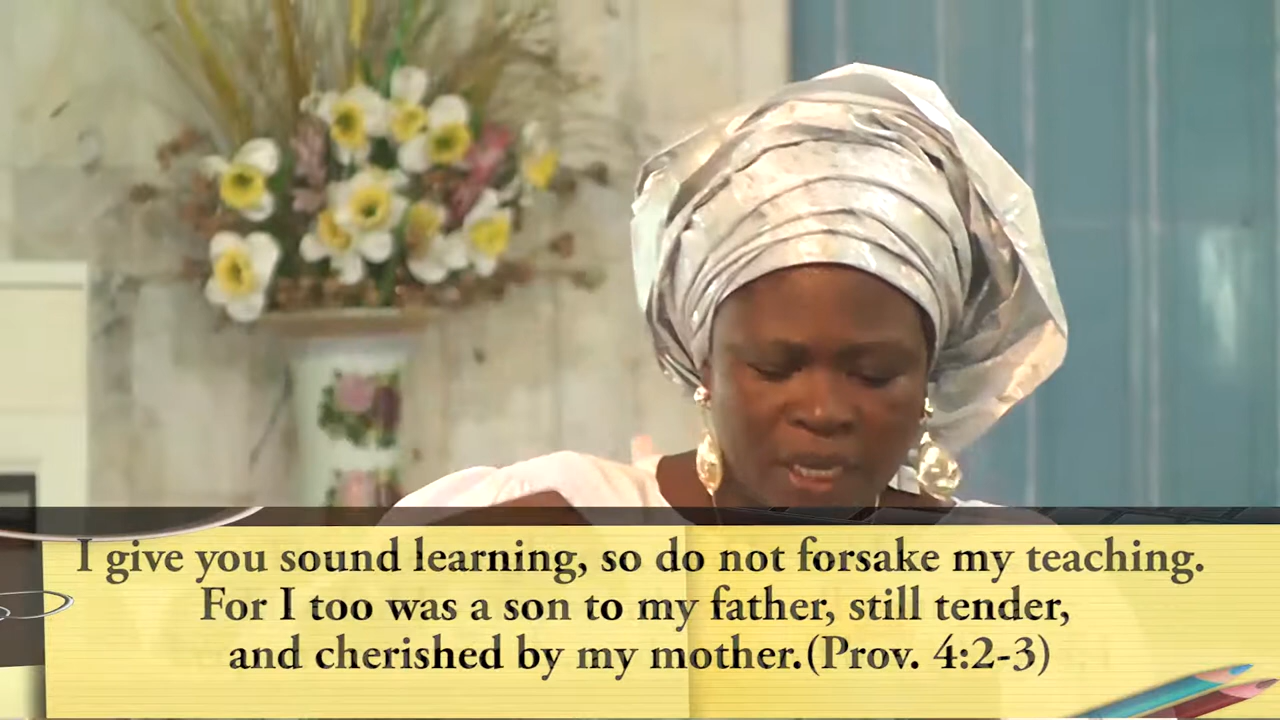 I give you sound learning, so do not forsake my teaching.
For I too was a son to my father, still tender,
and cherished by my mother.(Prov. 4:2-3)